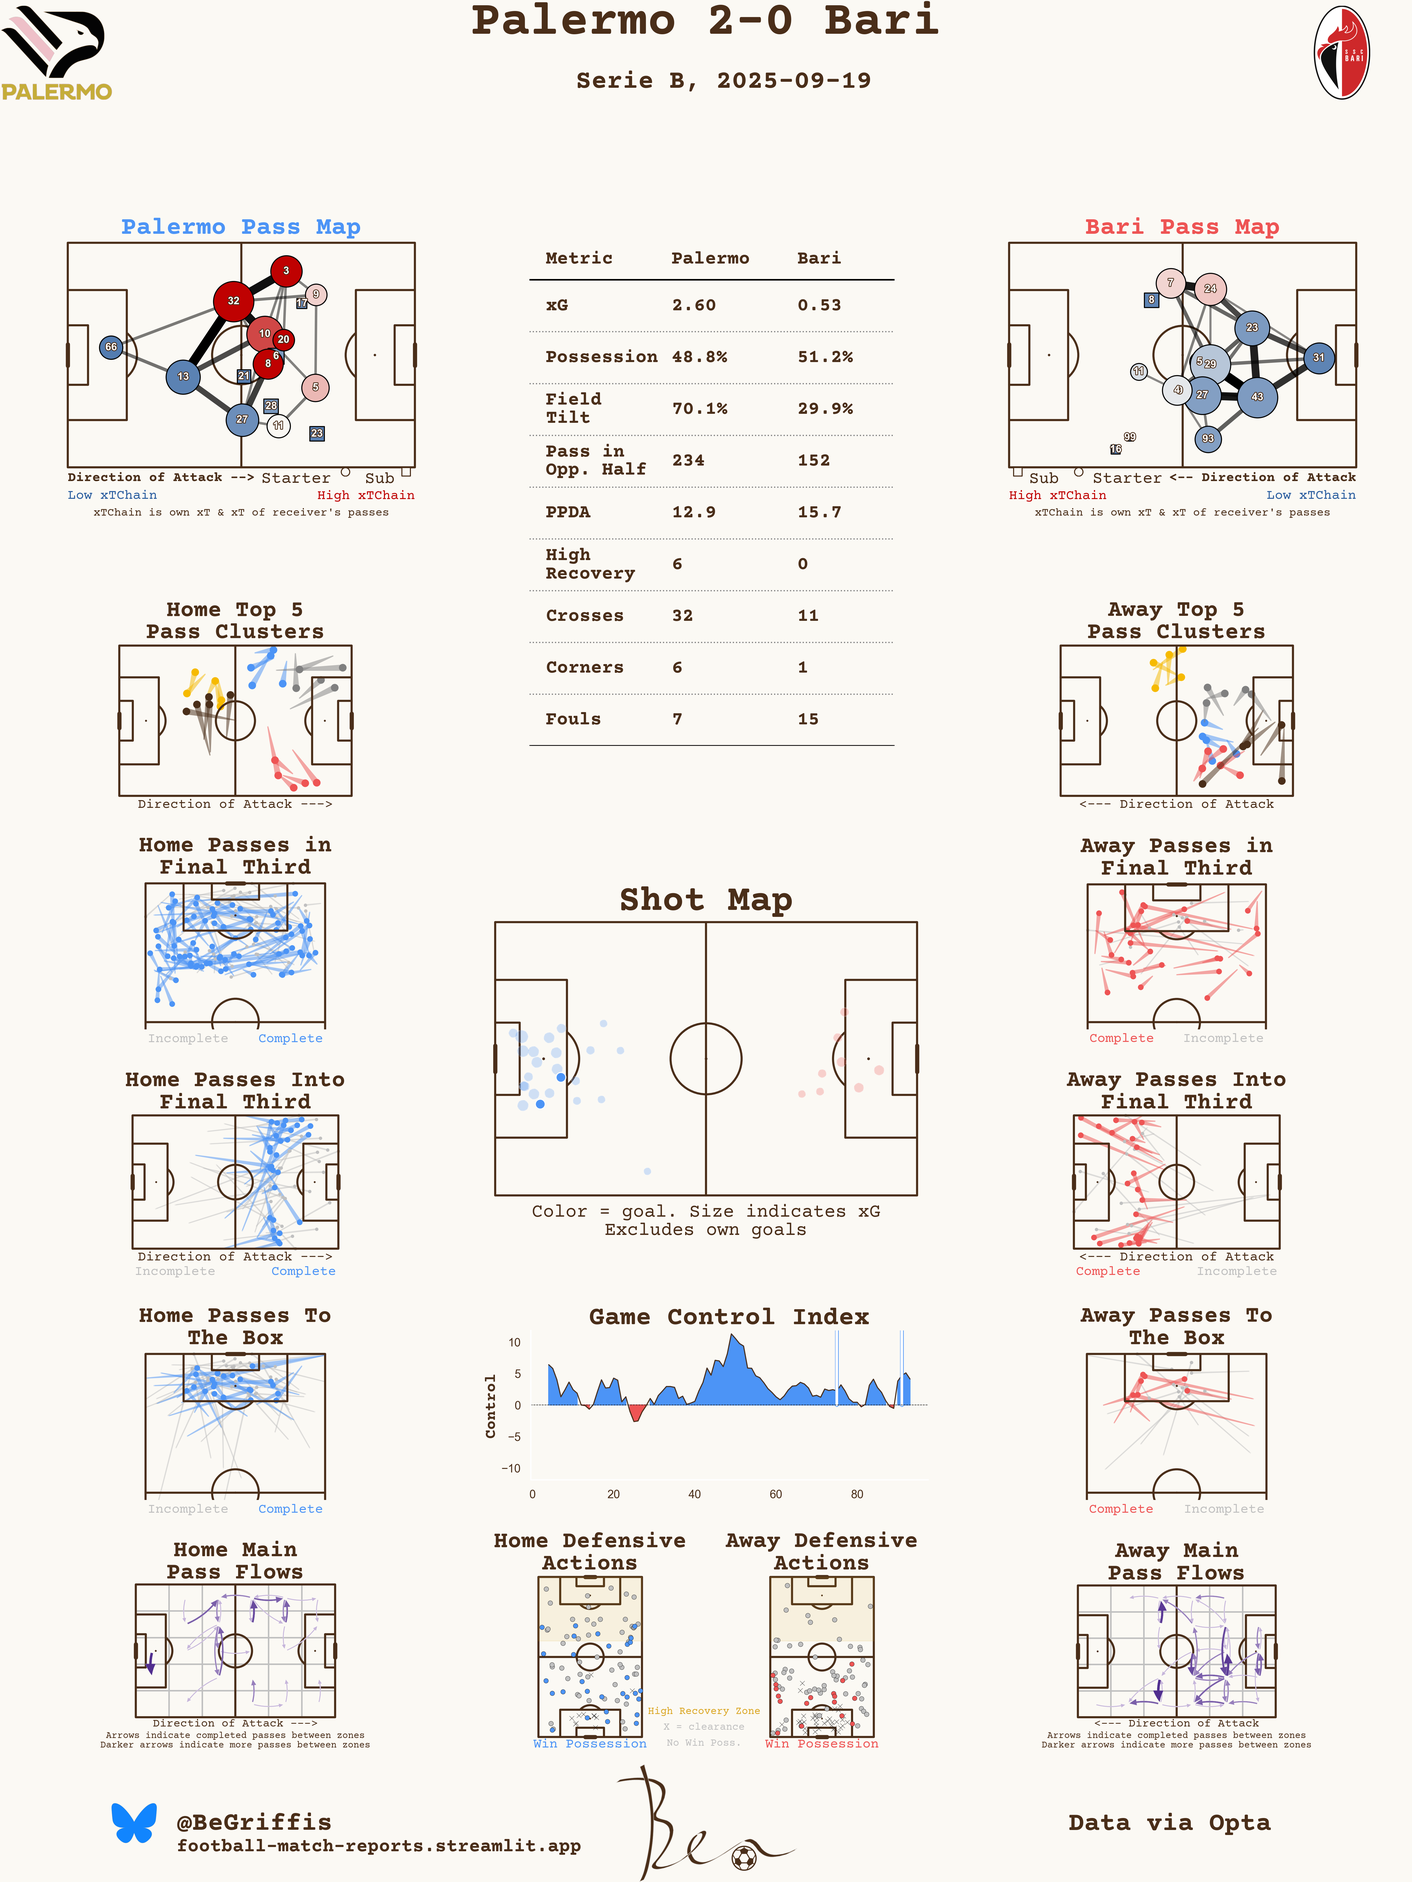 Palermo 2-0 Bari
Serie B, 2025-09-19
PALERMO
SSC
BARI
Palermo Pass Map
3
9
17
32
10
20
66
6
8
13
21
5
28
27
11
23
Direction of Attack --> Starter Sub
Low xTChain High xTChain
xTChain is own xT & xT of receiver's passes
Metric Palermo Bari
xG 2.60 0.53
Possession 48.8% 51.2%
Field
Tilt 70.1% 29.9%
Pass in
Opp. Half 234 152
PPDA 12.9 15.7
High
Recovery 6 0
Crosses 32 11
Corners 6 1
Fouls 7 15
Bari Pass Map
7
24
8
23
31
5
29
11
27
43
93
99
16
Sub Starter <-- Direction of Attack
High xTChain Low xTChain
xTChain is own xT & xT of receiver's passes
Home Top 5
Pass Clusters
Direction of Attack --->
Away Top 5
Pass Clusters
<--- Direction of Attack
Home Passes in
Final Third
Incomplete Complete
Away Passes in
Final Third
Complete Incomplete
Shot Map
Color = goal. Size indicates xG
Excludes own goals
Home Passes Into
Final Third
Direction of Attack --->
Incomplete Complete
Away Passes Into
Final Third
<--- Direction of Attack
Complete Incomplete
Home Passes To
The Box
Incomplete Complete
Game Control Index
Control
10
5
0
−5
−10
0 20 40 60 80
Away Passes To
The Box
Complete Incomplete
Home Main
Pass Flows
Direction of Attack --->
Arrows indicate completed passes between zones
Darker arrows indicate more passes between zones
Home Defensive
Actions
Win Possession
High Recovery Zone
X = clearance
No Win Poss.
Away Defensive
Actions
Win Possession
Away Main
Pass Flows
<--- Direction of Attack
Arrows indicate completed passes between zones
Darker arrows indicate more passes between zones
@BeGriffis
football-match-reports.streamlit.app
Ben
Data via Opta